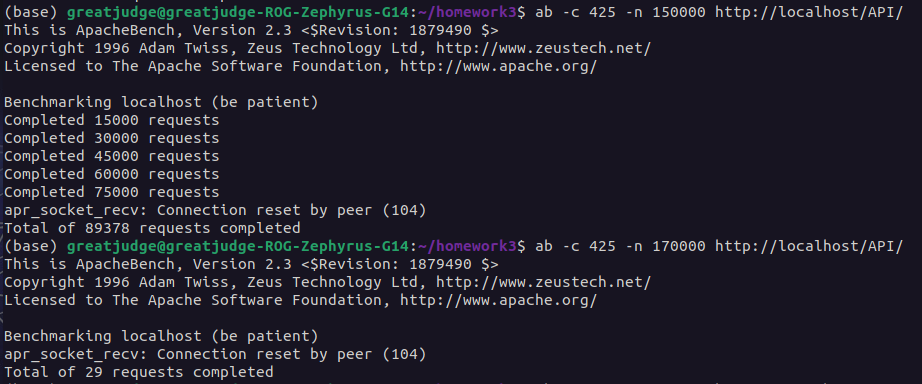 (base) greatjudge@greatjudge-ROG-Zephyrus-G14:~/homework3$ ab -c 425 -n 150000 http://localhost/API/
This is ApacheBench, Version 2.3 <$Revision: 1879490 $>
Copyright 1996 Adam Twiss, Zeus Technology Ltd, http://www.zeustech.net/
Licensed to The Apache Software Foundation, http://www.apache.org/

Benchmarking localhost (be patient)
Completed 15000 requests
Completed 30000 requests
Completed 45000 requests
Completed 60000 requests
Completed 75000 requests
apr_socket_recv: Connection reset by peer (104)
Total of 89378 requests completed
(base) greatjudge@greatjudge-ROG-Zephyrus-G14:~/homework3$ ab -c 425 -n 170000 http://localhost/API/
This is ApacheBench, Version 2.3 <$Revision: 1879490 $>
Copyright 1996 Adam Twiss, Zeus Technology Ltd, http://www.zeustech.net/
Licensed to The Apache Software Foundation, http://www.apache.org/

Benchmarking localhost (be patient)
apr_socket_recv: Connection reset by peer (104)
Total of 29 requests completed